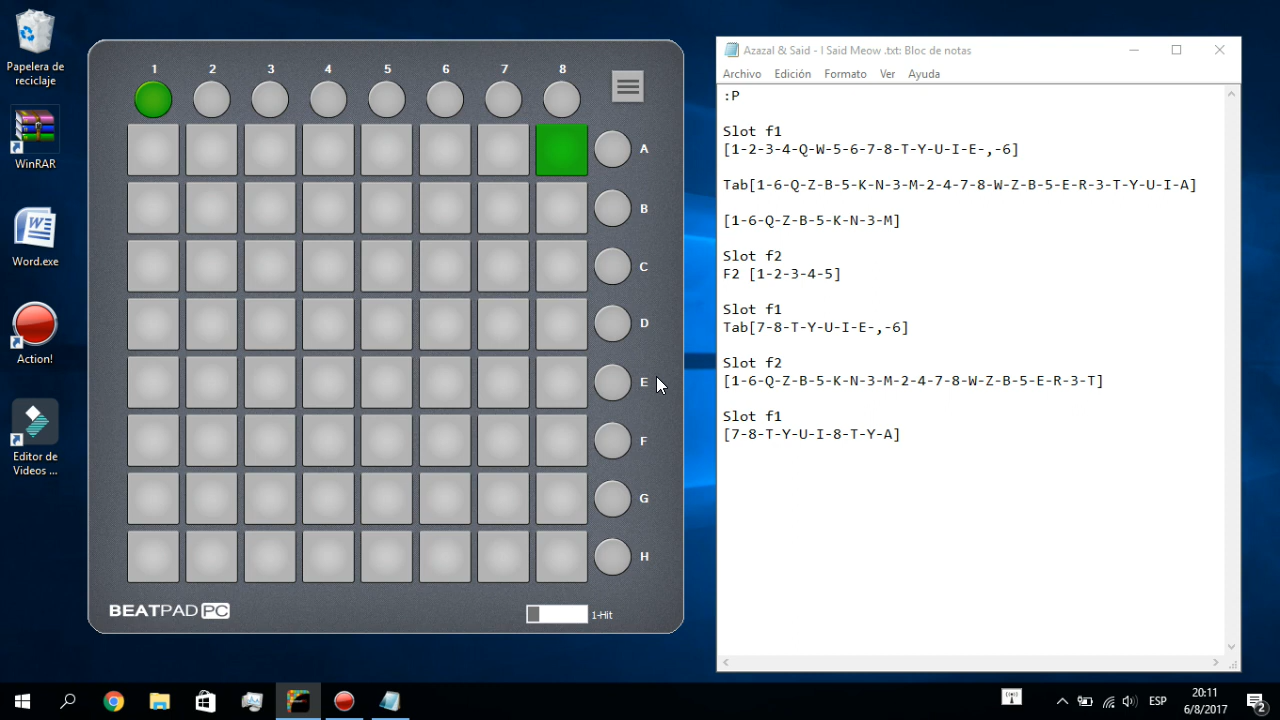 Papelera de
reciclaje
WinRAR
Word.exe
Action!
Editor de
Videos ...
1 2 3 4 5 6 7 8
A
B
C
D
E
F
G
H
BEATPAD PC
1-Hit
Azazal & Said - I Said Meow .txt: Bloc de notas
Archivo Edición Formato Ver Ayuda
:P
Slot f1
[1-2-3-4-Q-W-5-6-7-8-T-Y-U-I-E-,-6]
Tab[1-6-Q-Z-B-5-K-N-3-M-2-4-7-8-W-Z-B-5-E-R-3-T-Y-U-I-A]
[1-6-Q-Z-B-5-K-N-3-M]
Slot f2
F2 [1-2-3-4-5]
Slot f1
Tab[7-8-T-Y-U-I-E-,-6]
Slot f2
[1-6-Q-Z-B-5-K-N-3-M-2-4-7-8-W-Z-B-5-E-R-3-T]
Slot f1
[7-8-T-Y-U-I-8-T-Y-A]
ESP
20:11
6/8/2017
2